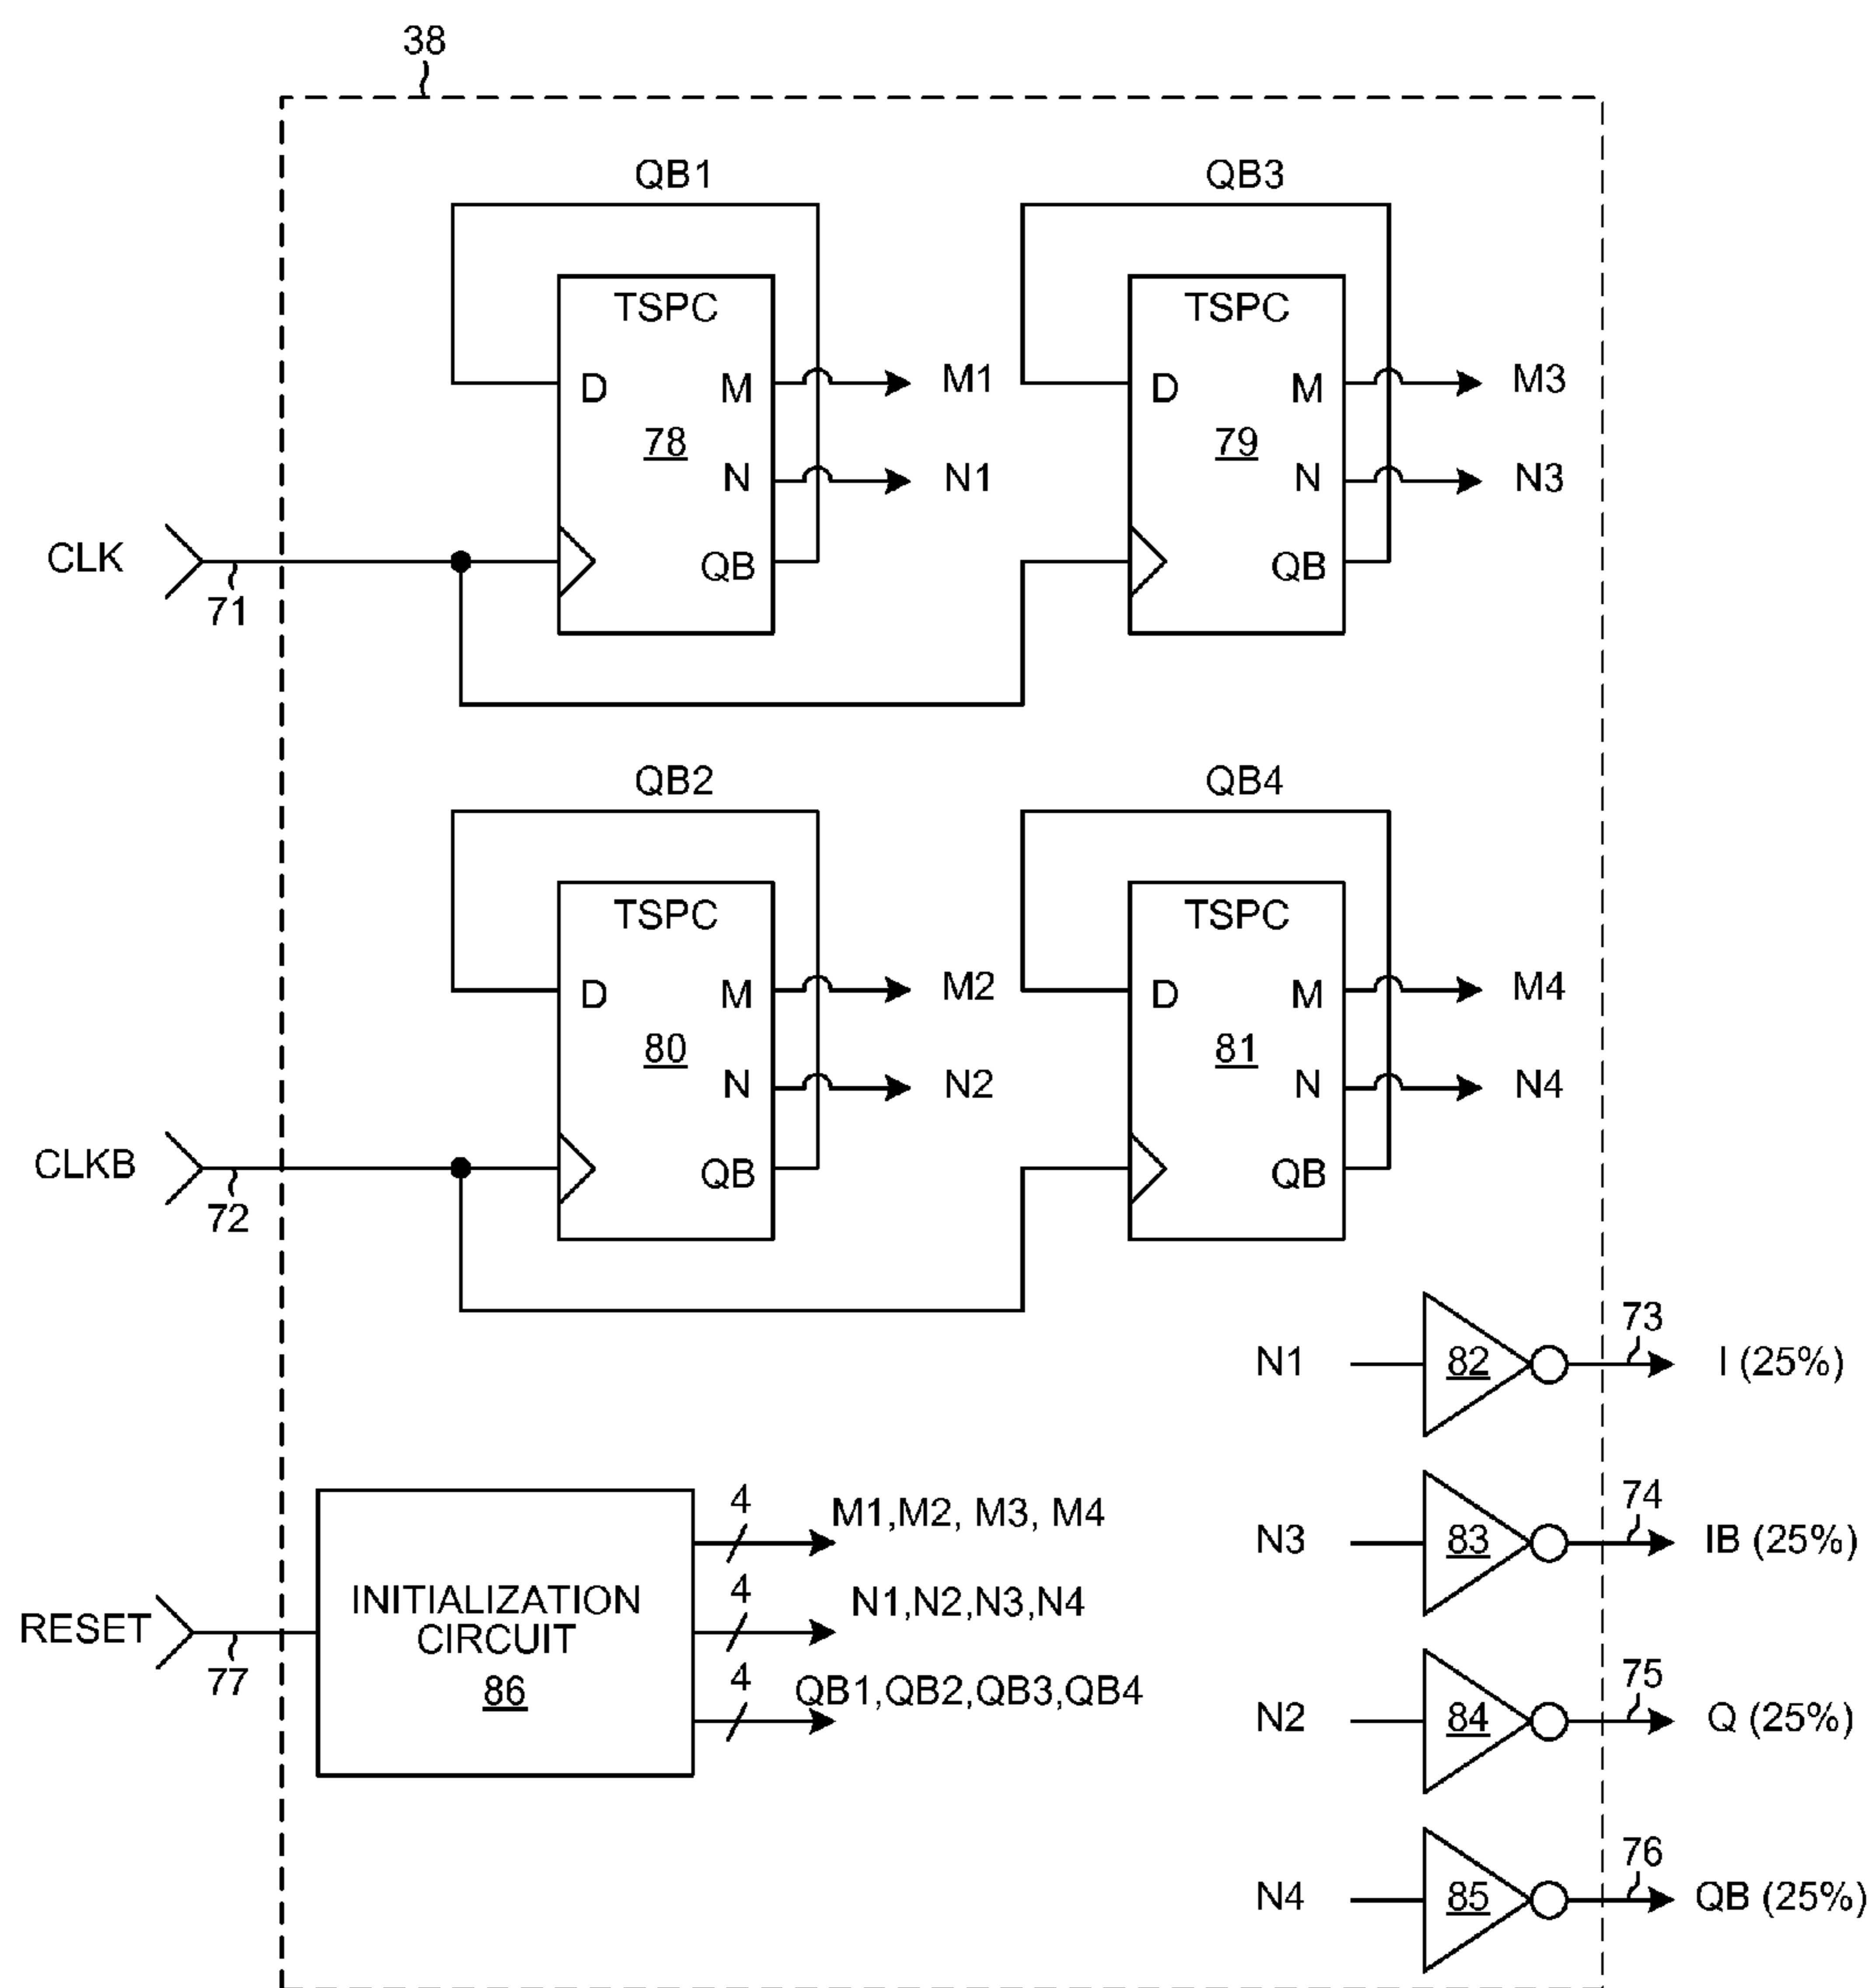 38
QB1 QB3
TSPC TSPC
D M M1 D M M3
78 79
N N1 N N3
CLK QB QB
71
QB2 QB4
TSPC TSPC
D M M2 D M M4
80 81
N N2 N N4
CLKB QB QB
72
N1 82 73 I (25%)
N3 83 74 IB (25%)
N2 84 75 Q (25%)
N4 85 76 QB (25%)
RESET
77
INITIALIZATION
CIRCUIT
86
4 M1,M2, M3, M4
4 N1,N2,N3,N4
4 QB1,QB2,QB3,QB4